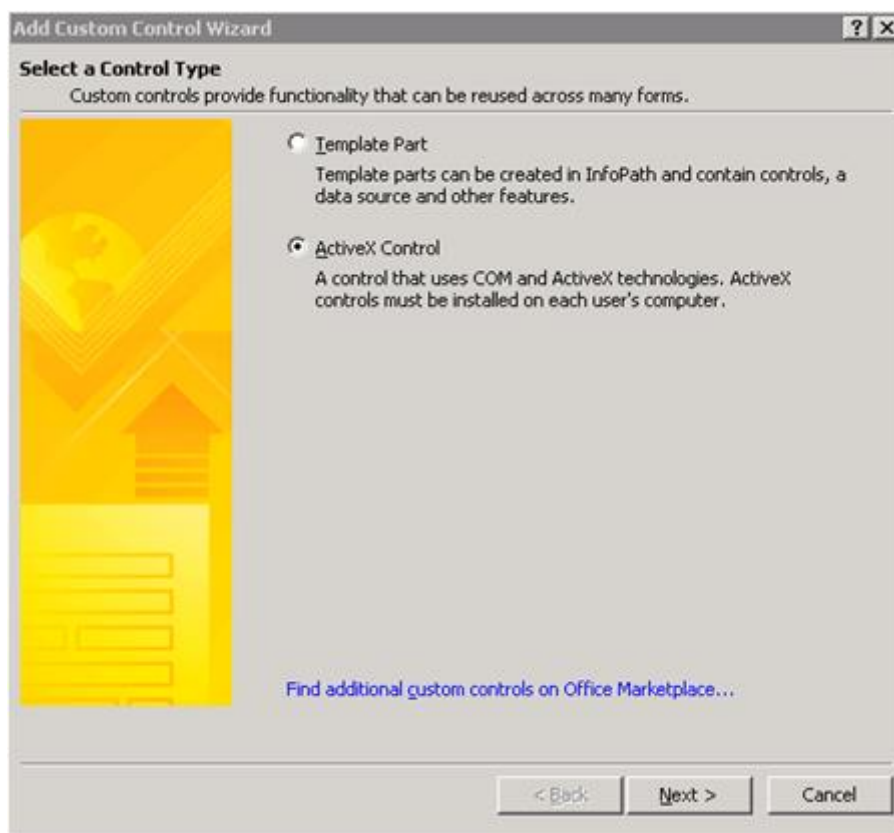 Add Custom Control Wizard
?
Select a Control Type
Custom controls provide functionality that can be reused across many forms.
Template Part
Template parts can be created in InfoPath and contain controls, a
data source and other features.
ActiveX Control
A control that uses COM and ActiveX technologies. ActiveX
controls must be installed on each user's computer.
Find additional custom controls on Office Marketplace...
< Back
Next >
Cancel